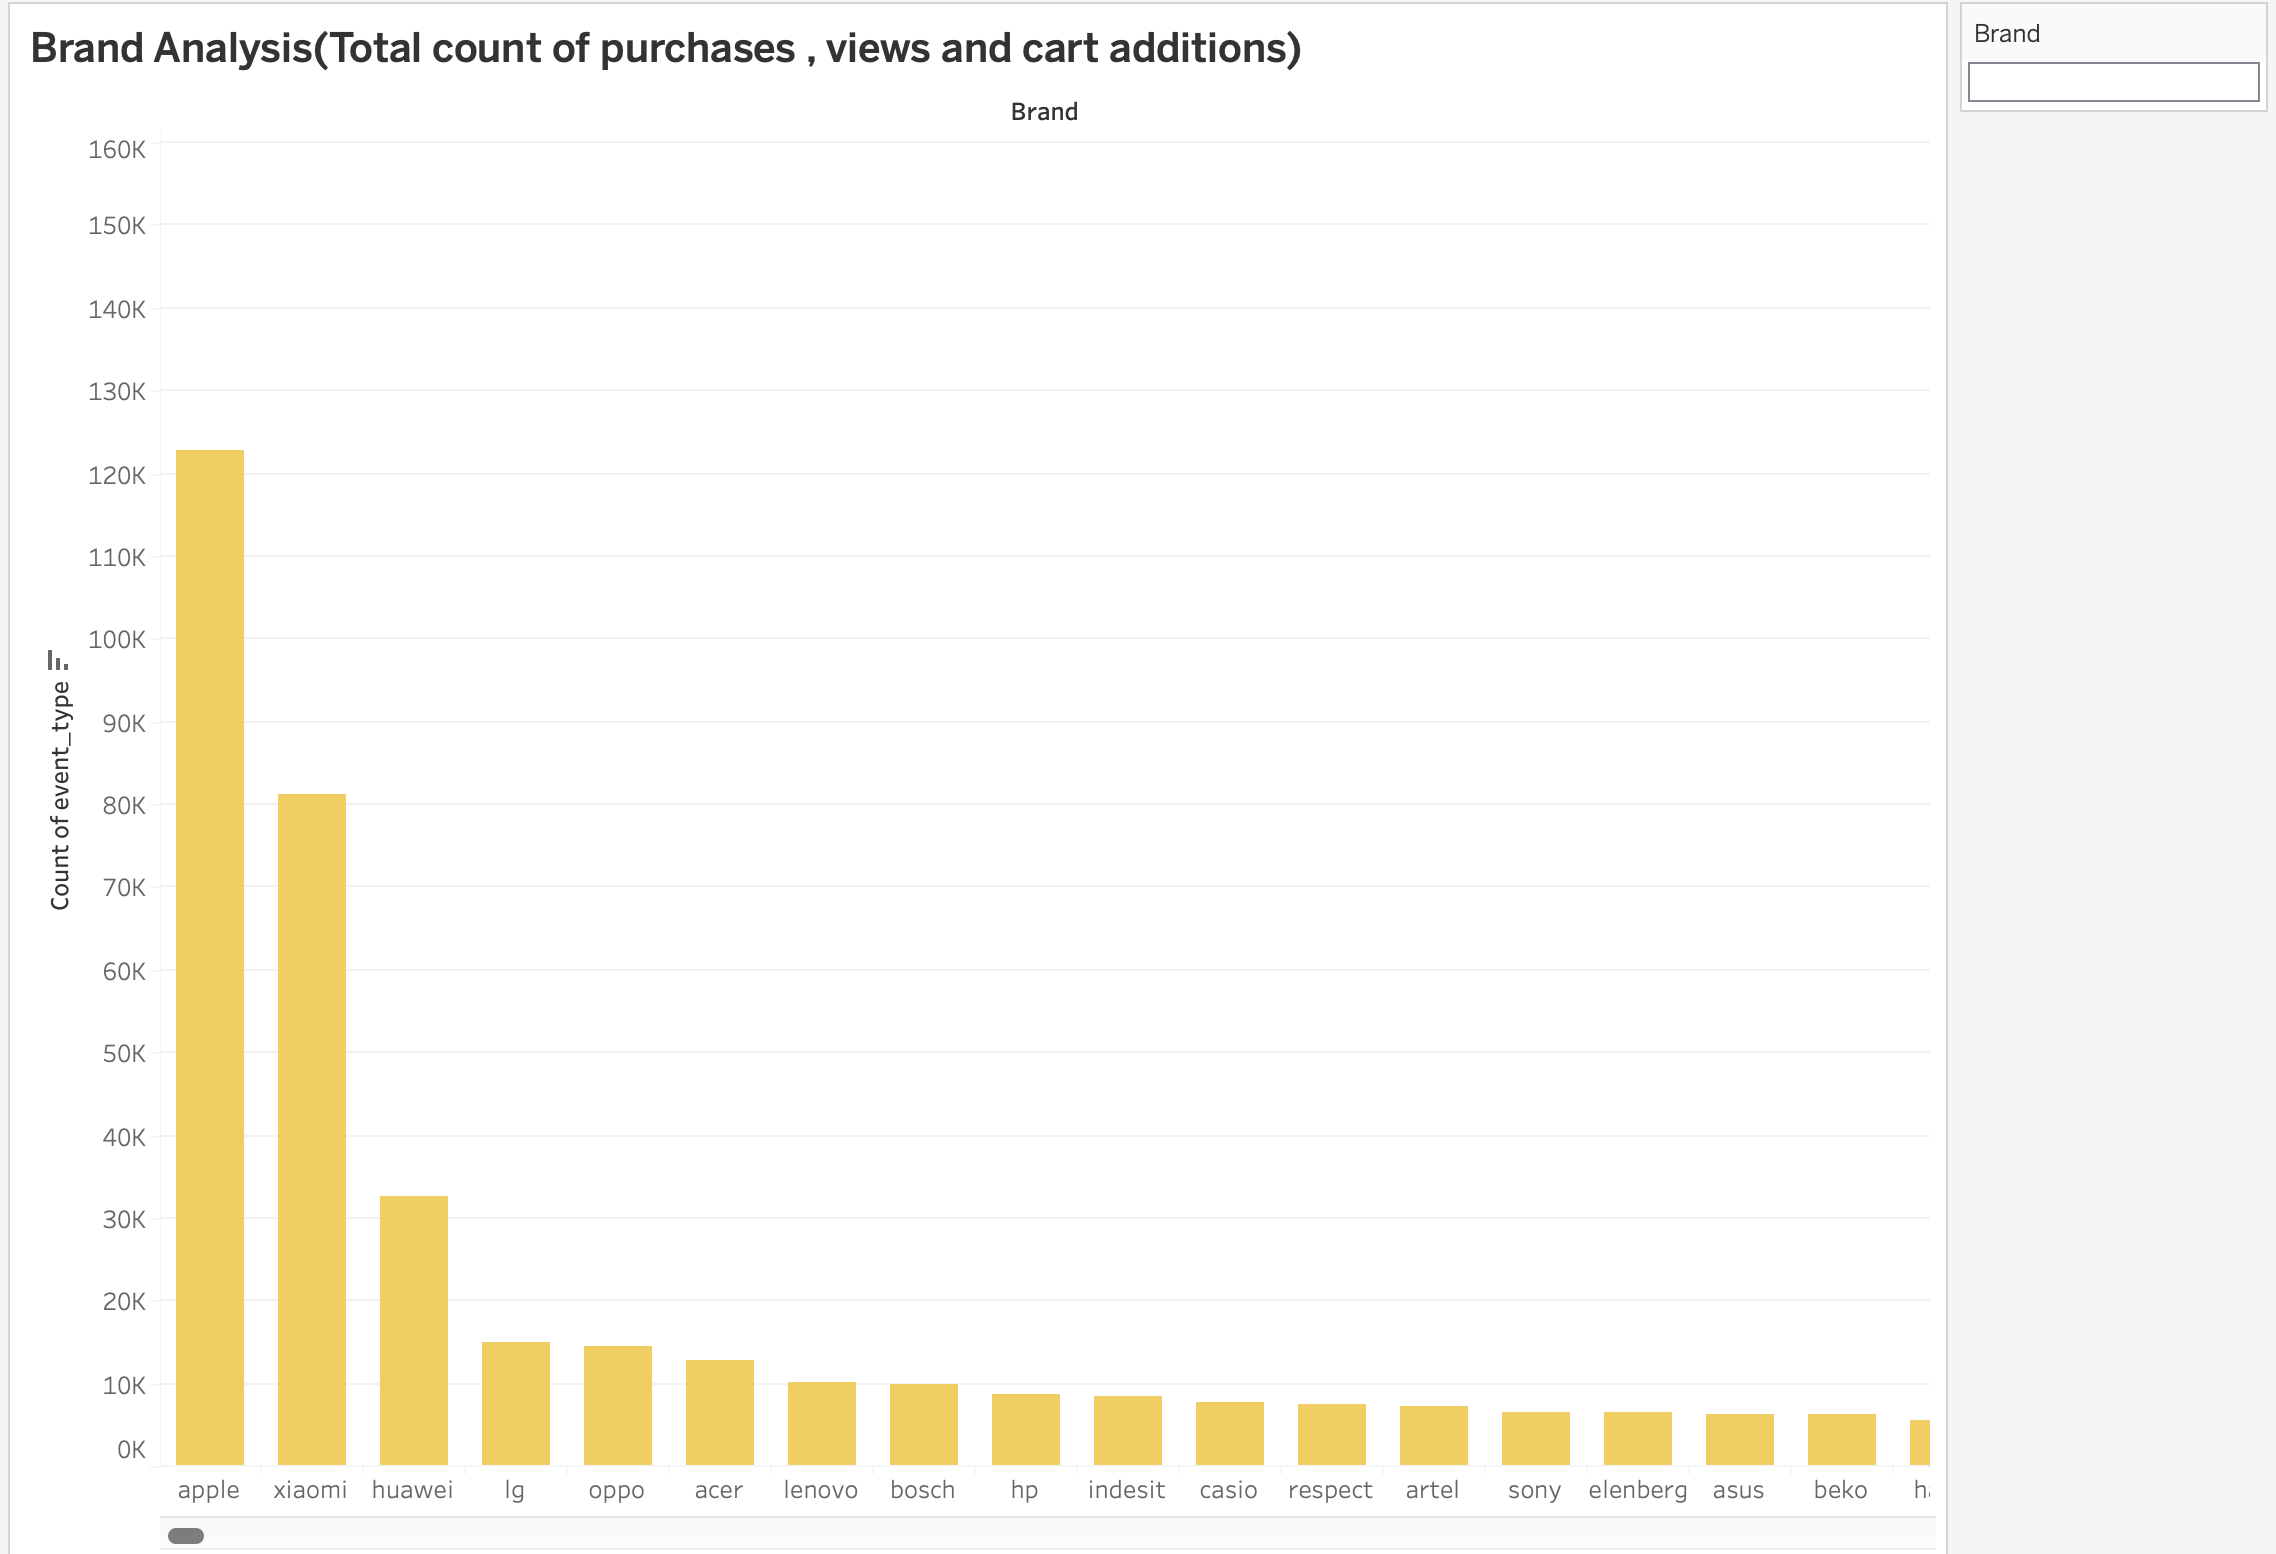 Brand Analysis(Total count of purchases , views and cart additions)
Brand
Brand
160K
150K
140K
130K
120K
110K
100K
90K
80K
70K
60K
50K
40K
30K
20K
10K
0K
Count of event_type
apple xiaomi huawei lg oppo acer lenovo bosch hp indesit casio respect artel sony elenberg asus beko